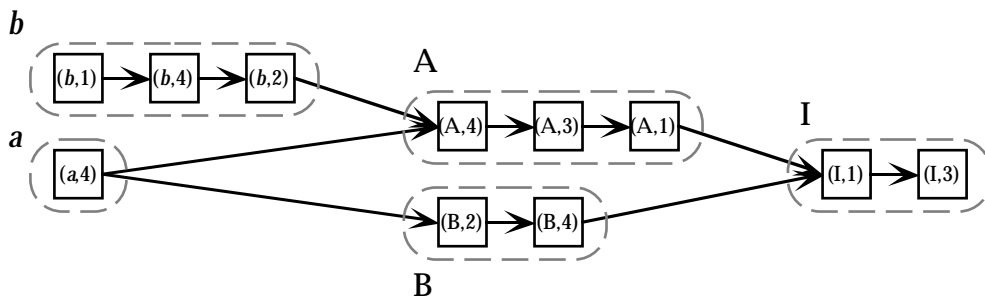 b
(b,1) (b,4) (b,2)
A
(A,4) (A,3) (A,1)
I
a
(a,4)
(I,1) (I,3)
(B,2) (B,4)
B